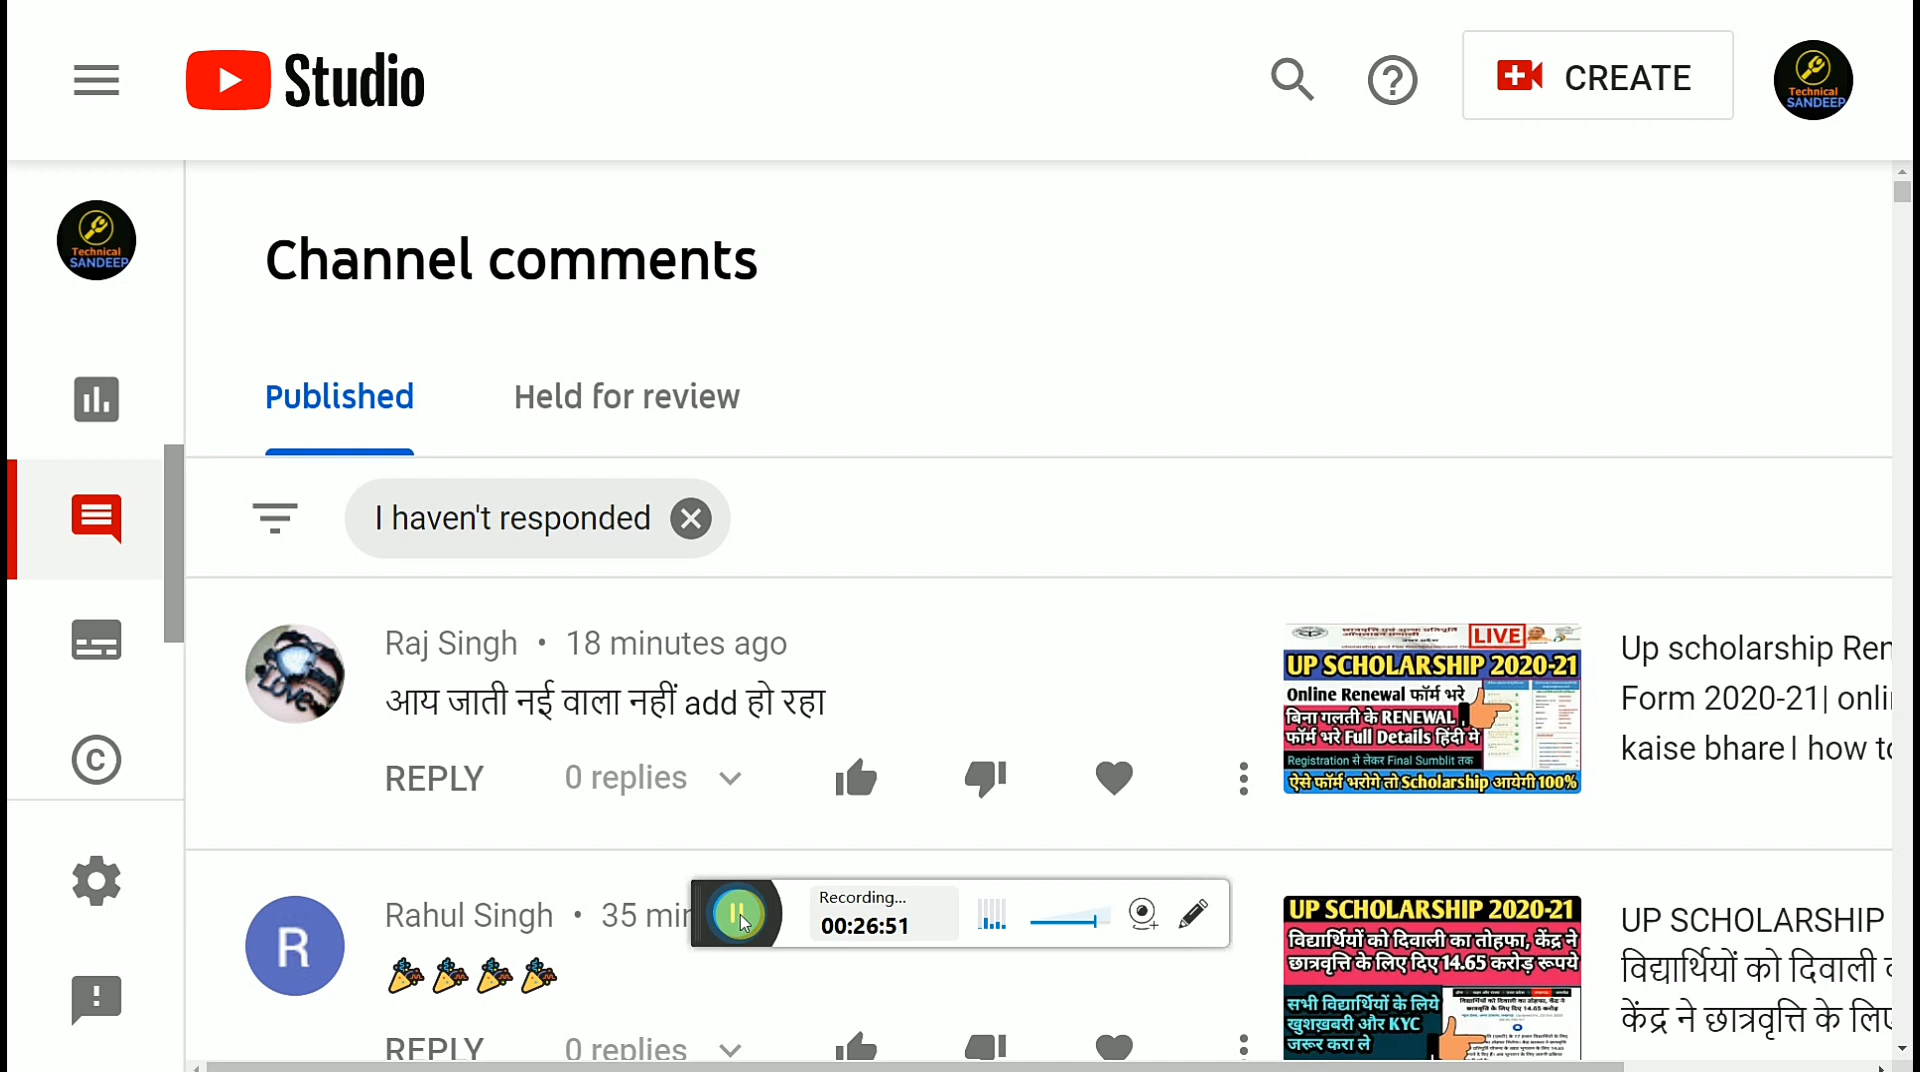 Studio
CREATE
Technical
SANDEEP
Technical
SANDEEP
Channel comments
Published
Held for review
I haven't responded
Raj Singh • 18 minutes ago
आय जाती नई वाला नहीं add हो रहा
REPLY
0 replies
LIVE
UP SCHOLARSHIP 2020-21
Online Renewal फॉर्म भरे
बिना गलती के RENEWAL
फॉर्म भरे Full Details हिंदी मे
Registration से लेकर Final Sumblit तक
ऐसे फॉर्म भरोगे तो Scholarship आयेगी 100%
Up scholarship Ren
Form 2020-21| onli
kaise bhare l how to
Rahul Singh • 35 min
R
REPLY
0 replies
Recording...
00:26:51
UP SCHOLARSHIP 2020-21
विद्यार्थियों को दिवाली का तोहफा, केंद्र ने
छात्रवृत्ति के लिए दिए 14.65 करोड़ रूपये
सभी विद्यार्थियों के लिये
खुशखबरी और KYC
जरूर करा ले
UP SCHOLARSHIP
विद्यार्थियों को दिवाली
केंद्र ने छात्रवृत्ति के लिए